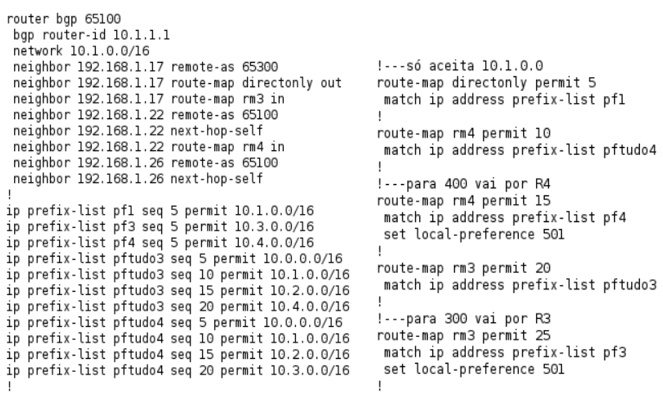 router bgp 65100
bgp router-id 10.1.1.1
network 10.1.0.0/16
neighbor 192.168.1.17 remote-as 65300
neighbor 192.168.1.17 route-map directonly out
neighbor 192.168.1.17 route-map rm3 in
neighbor 192.168.1.22 remote-as 65100
neighbor 192.168.1.22 next-hop-self
neighbor 192.168.1.22 route-map rm4 in
neighbor 192.168.1.26 remote-as 65100
neighbor 192.168.1.26 next-hop-self
!
ip prefix-list pf1 seq 5 permit 10.1.0.0/16
ip prefix-list pf3 seq 5 permit 10.3.0.0/16
ip prefix-list pf4 seq 5 permit 10.4.0.0/16
ip prefix-list pftudo3 seq 5 permit 10.0.0.0/16
ip prefix-list pftudo3 seq 10 permit 10.1.0.0/16
ip prefix-list pftudo3 seq 15 permit 10.2.0.0/16
ip prefix-list pftudo3 seq 20 permit 10.4.0.0/16
ip prefix-list pftudo4 seq 5 permit 10.0.0.0/16
ip prefix-list pftudo4 seq 10 permit 10.1.0.0/16
ip prefix-list pftudo4 seq 15 permit 10.2.0.0/16
ip prefix-list pftudo4 seq 20 permit 10.3.0.0/16
!
!---só aceita 10.1.0.0
route-map directonly permit 5
match ip address prefix-list pf1
!
route-map rm4 permit 10
match ip address prefix-list pftudo4
!
!---para 400 vai por R4
route-map rm4 permit 15
match ip address prefix-list pf4
set local-preference 501
!
route-map rm3 permit 20
match ip address prefix-list pftudo3
!
!---para 300 vai por R3
route-map rm3 permit 25
match ip address prefix-list pf3
set local-preference 501
!